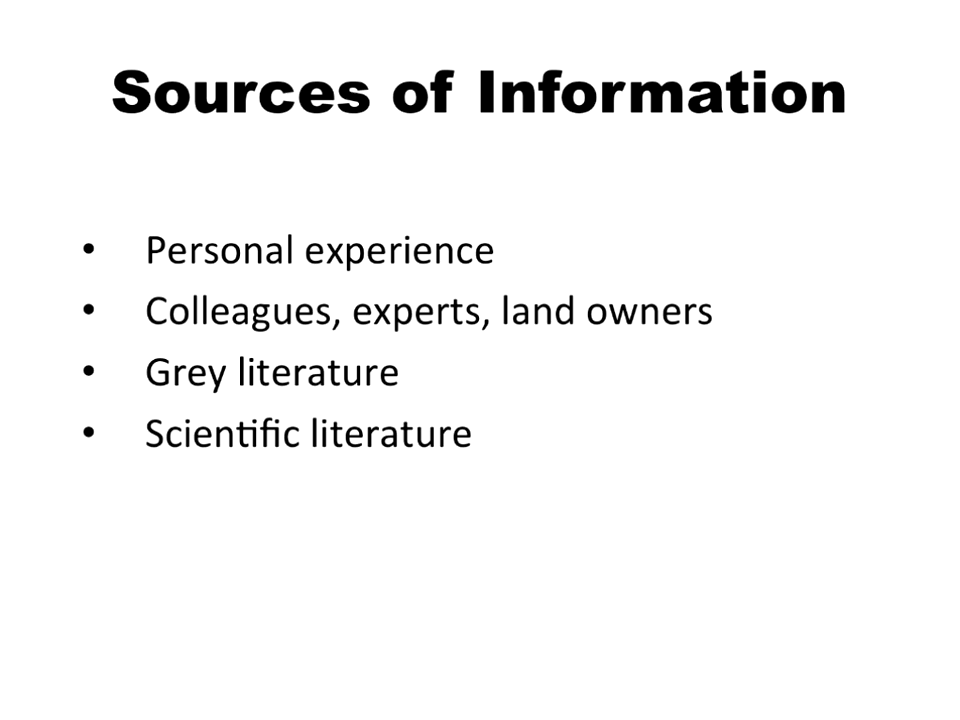 Sources of Information
• Personal experience
• Colleagues, experts, land owners
• Grey literature
• Scientific literature